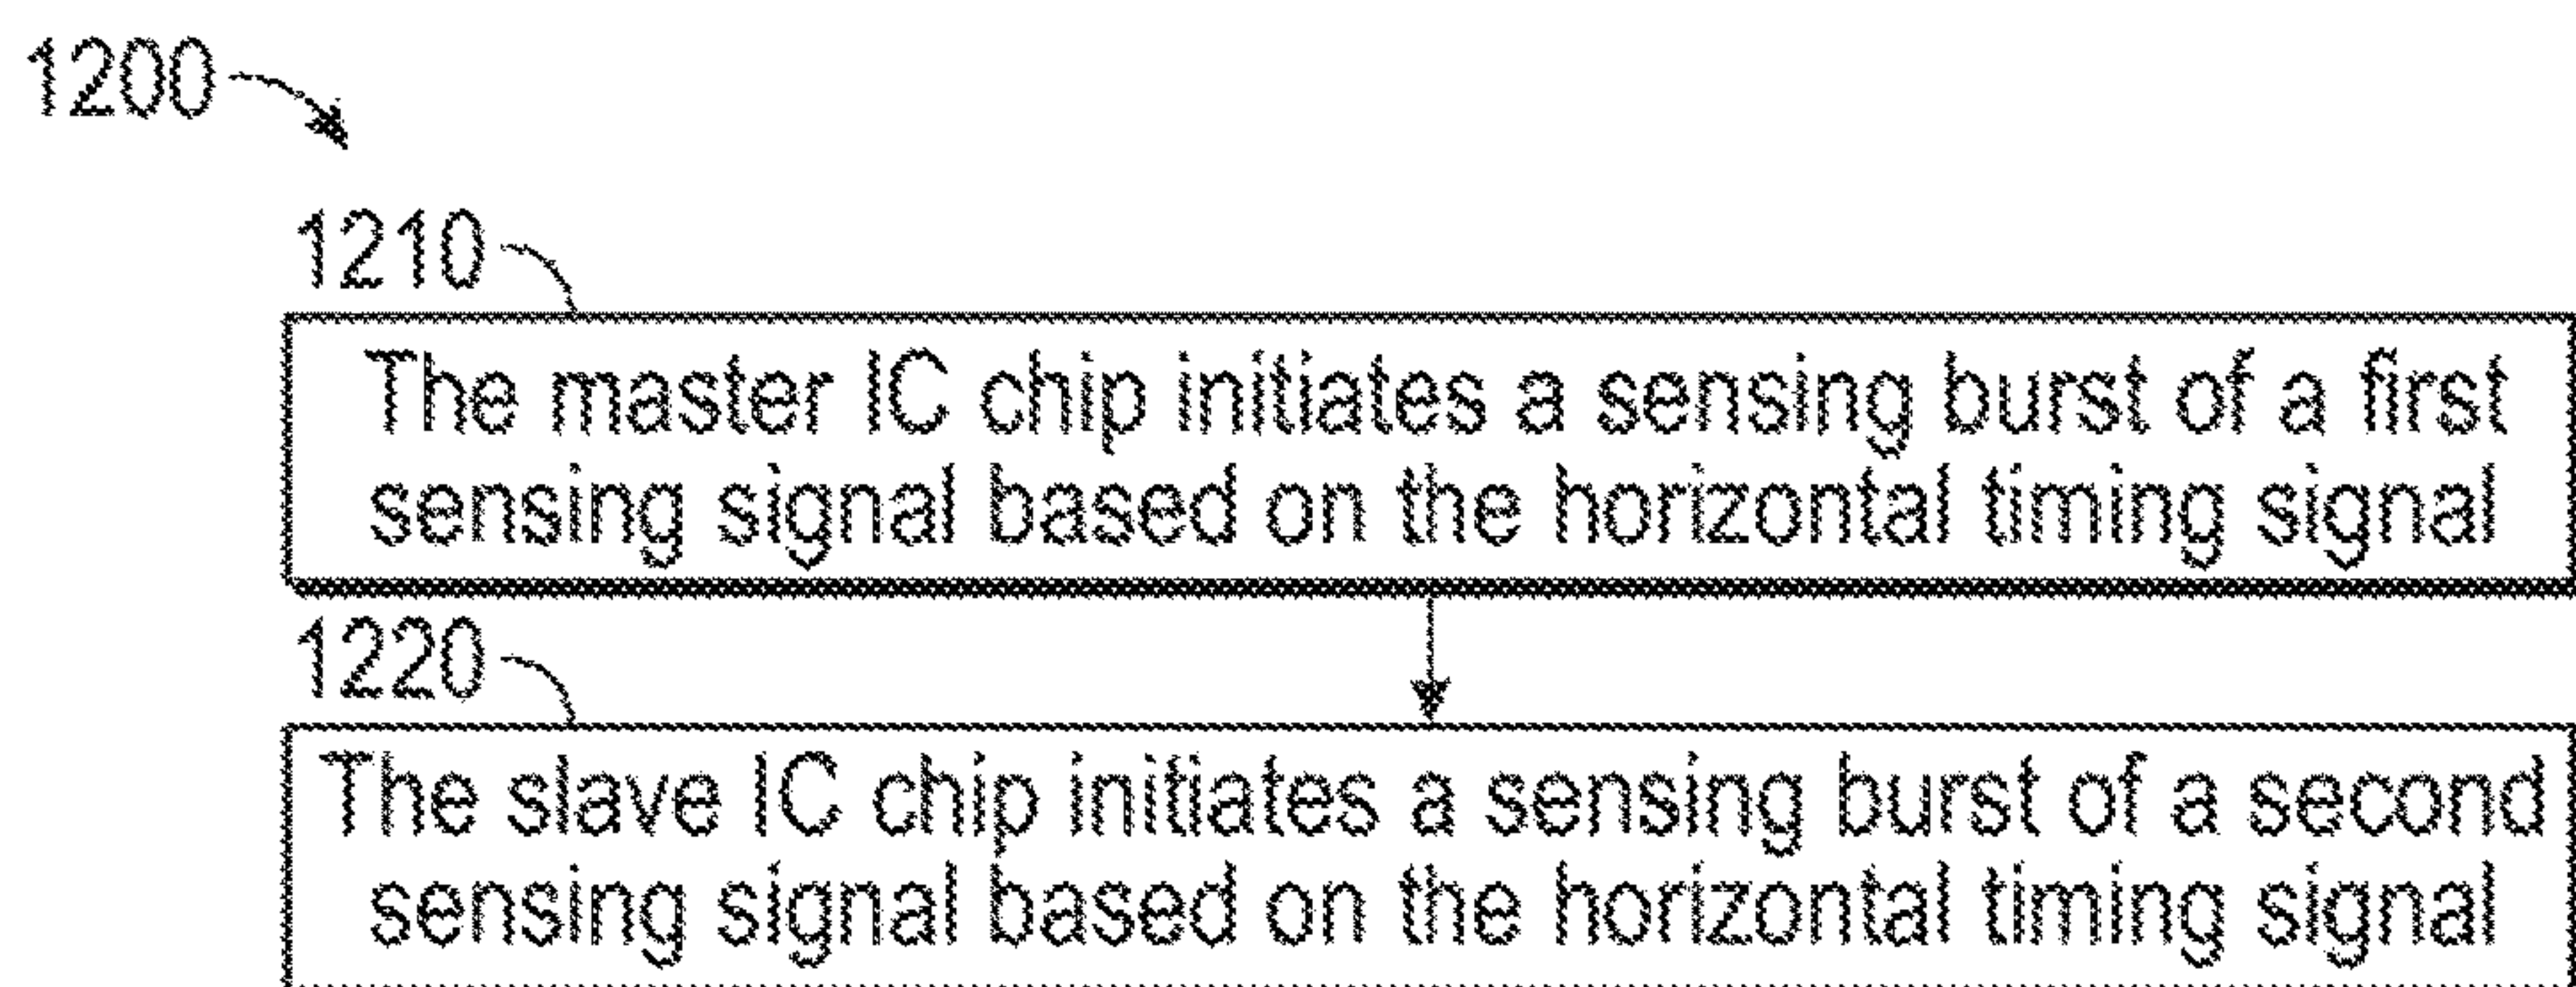 1200
1210
The master IC chip initiates a sensing burst of a first
sensing signal based on the horizontal timing signal
1220
The slave IC chip initiates a sensing burst of a second
sensing signal based on the horizontal timing signal